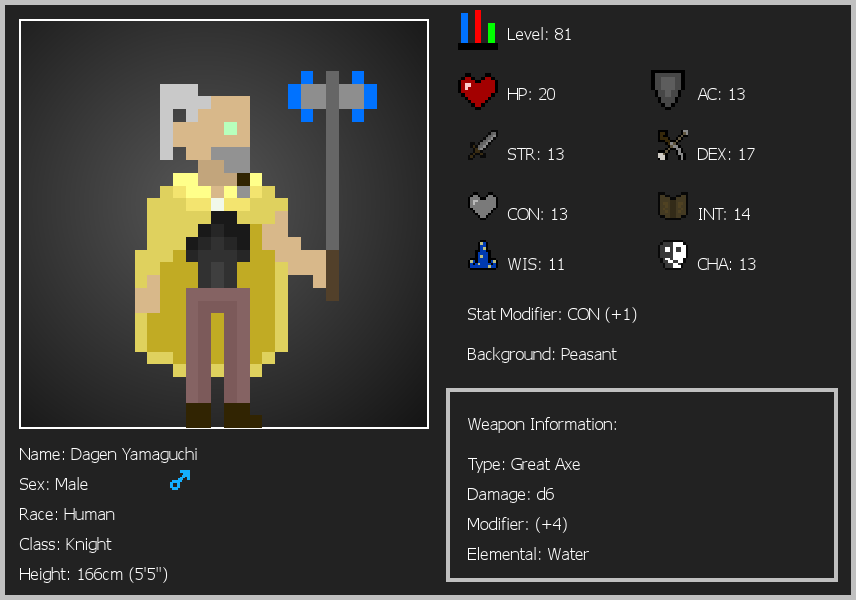 Level: 81
HP: 20
AC: 13
STR: 13
DEX: 17
CON: 13
INT: 14
WIS: 11
CHA: 13
Stat Modifier: CON (+1)
Background: Peasant
Weapon Information:
Type: Great Axe
Damage: d6
Modifier: (+4)
Elemental: Water
Name: Dagen Yamaguchi
Sex: Male
Race: Human
Class: Knight
Height: 166cm (5'5")